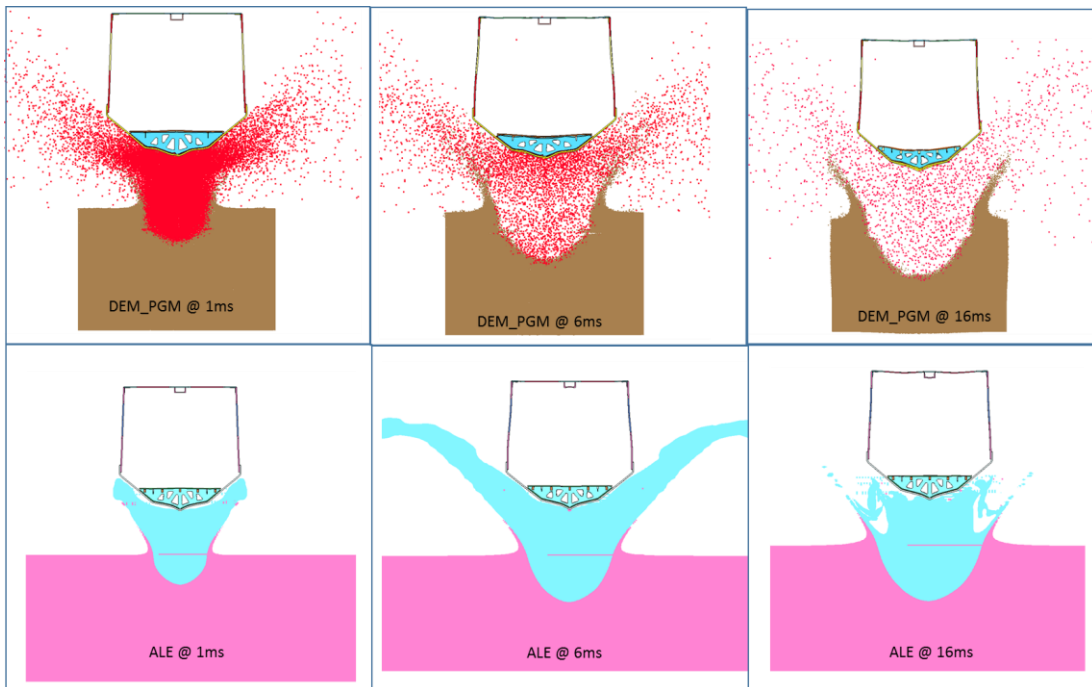 DEM_PGM @ 1ms
DEM_PGM @ 6ms
DEM_PGM @ 16ms
ALE @ 1ms
ALE @ 6ms
ALE @ 16ms